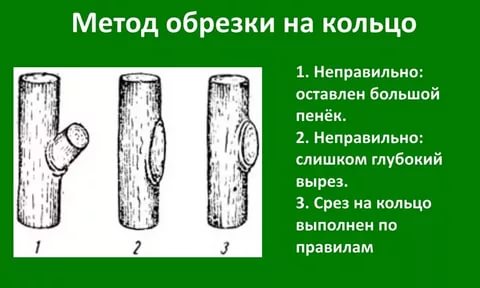 Метод обрезки на кольцо
1. Неправильно:
оставлен большой
пенёк.
2. Неправильно:
слишком глубокий
вырез.
3. Срез на кольцо
выполнен по
правилам
1 2 3